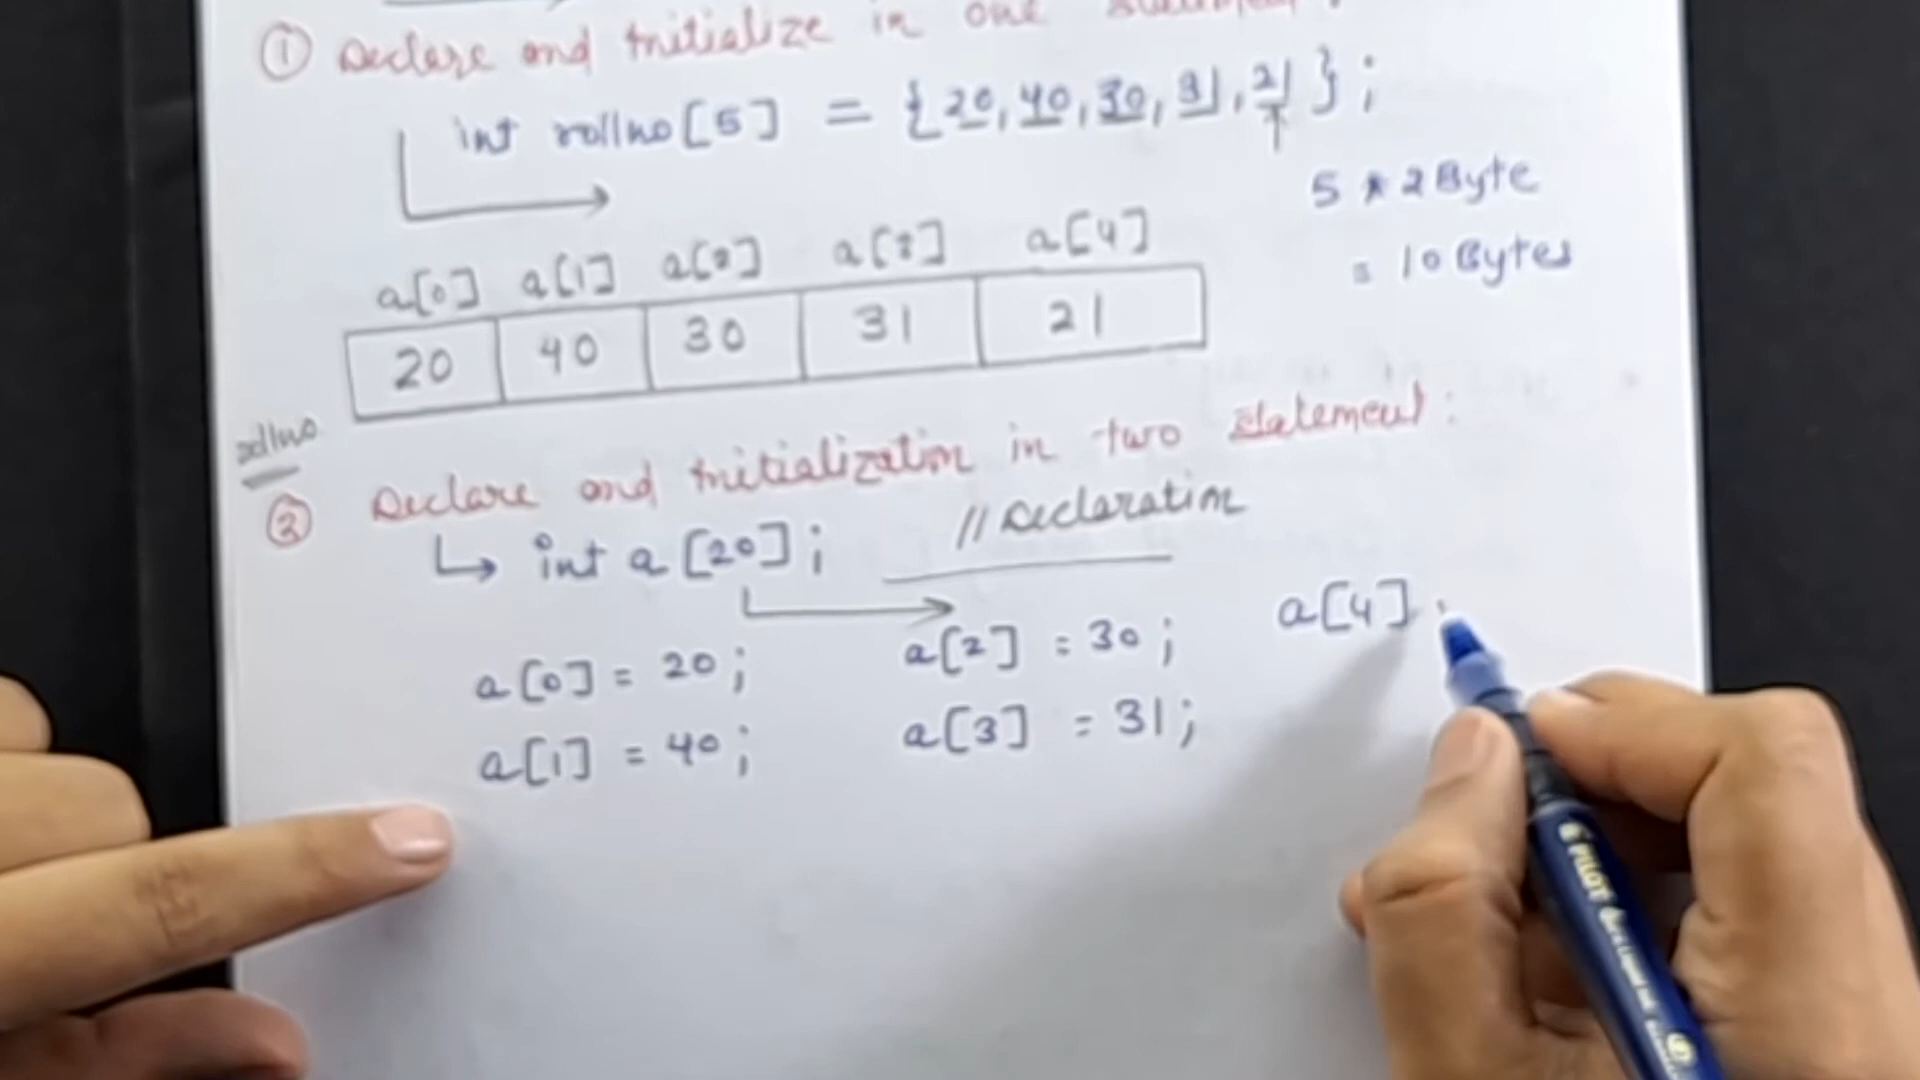 ① Declare and Initialize in one statement:
int rollno[5] = {20,40,30,31,21};
5 * 2 Byte
= 10 Bytes
a[0] a[1] a[2] a[3] a[4]
20 40 30 31 21
rollno
② Declare and Initialization in two statement:
int a[20]; // Declaration
a[0] = 20; a[2] = 30; a[4]
a[1] = 40; a[3] = 31;
PILOT